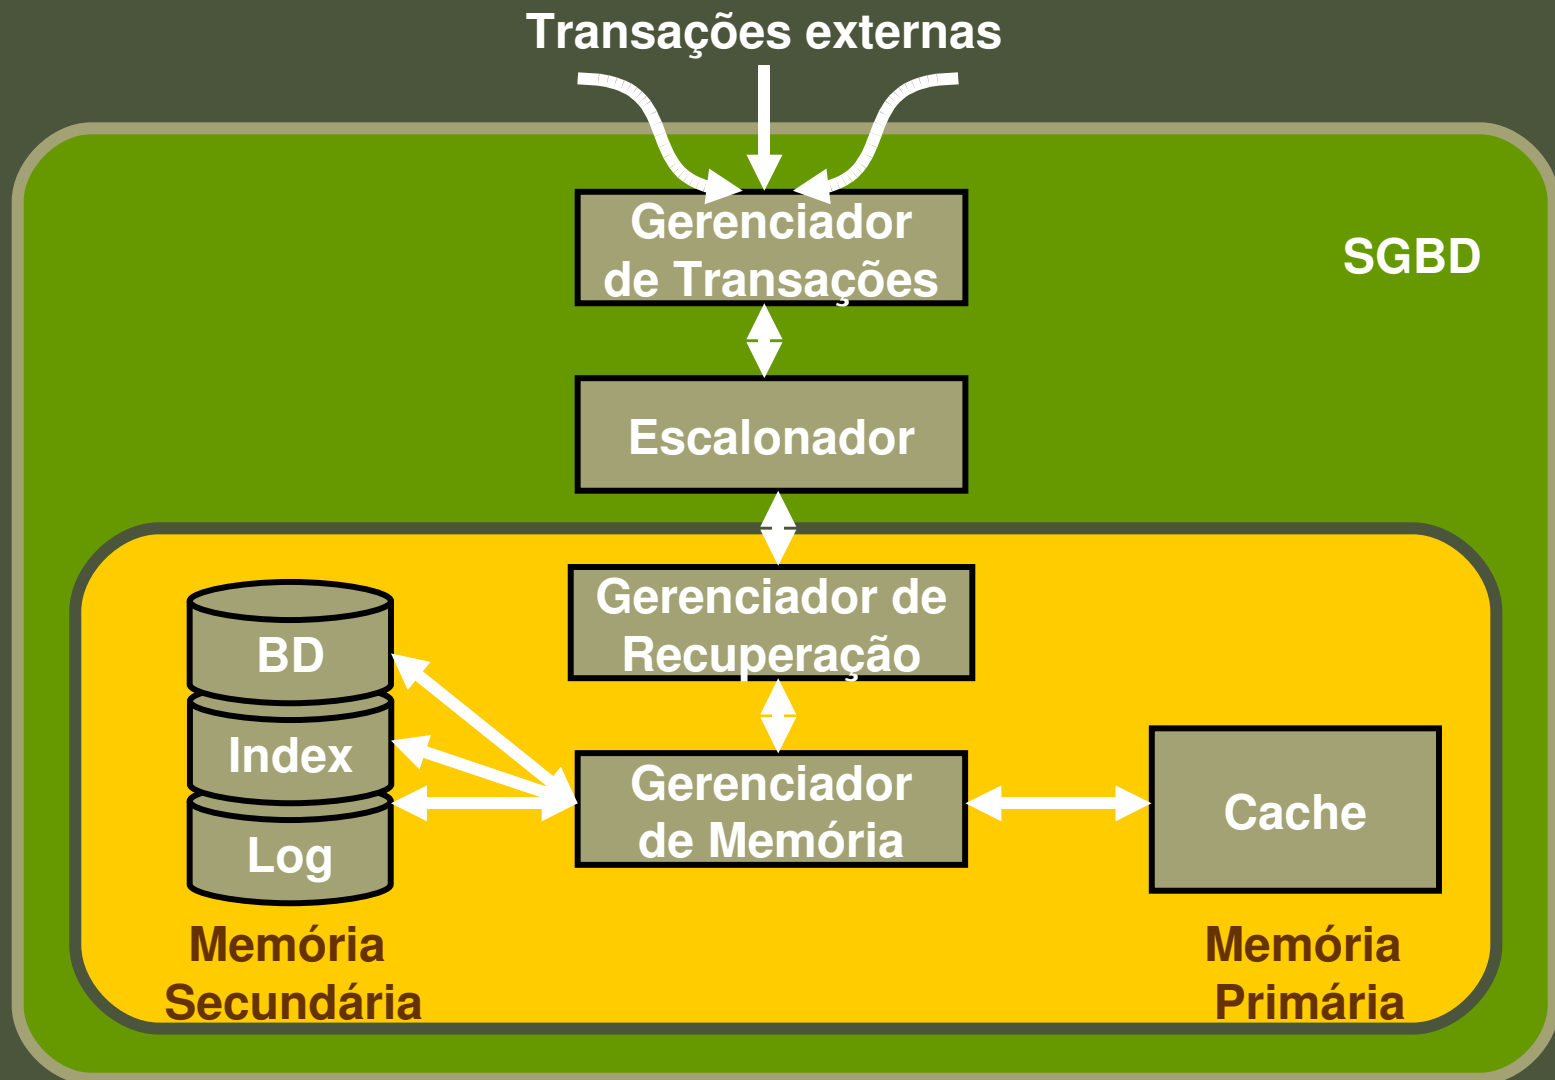 Transações externas
Gerenciador
de Transações
SGBD
Escalonador
Gerenciador de
Recuperação
BD
Index
Log
Gerenciador
de Memória
Cache
Memória
Secundária
Memória
Primária